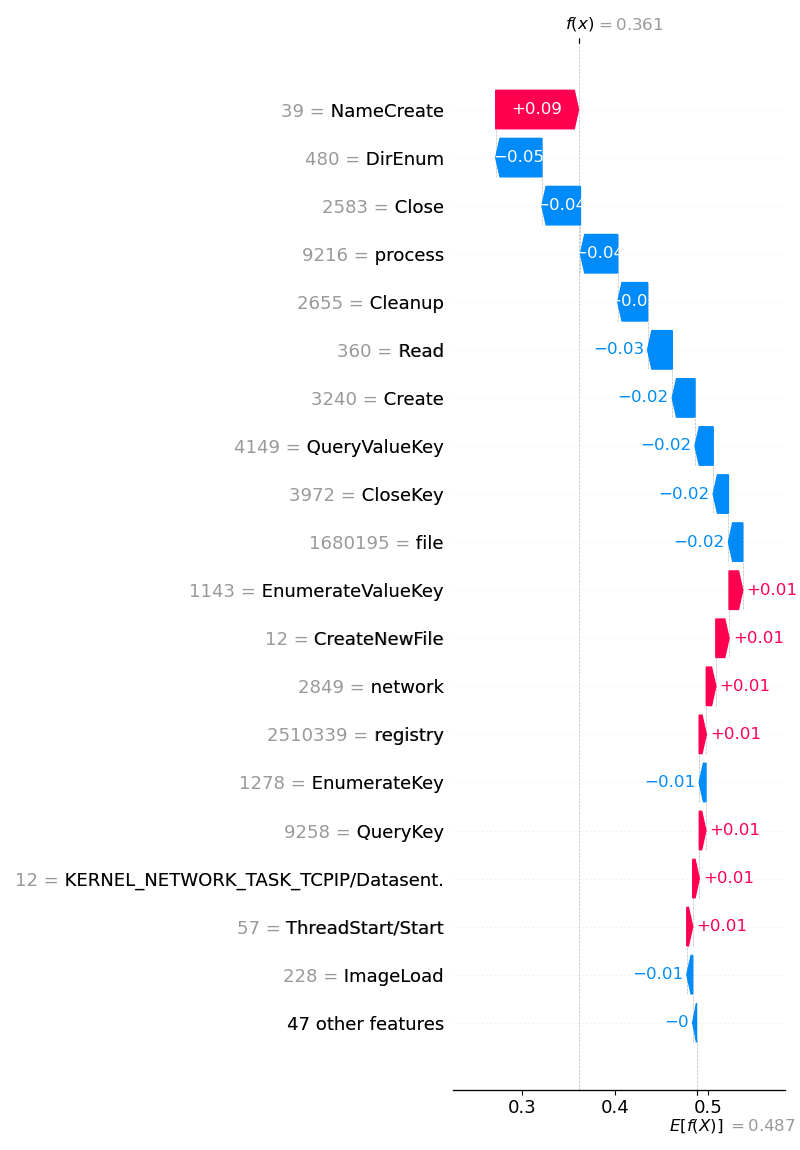 f(x) = 0.361
39 = NameCreate
+0.09
480 = DirEnum
−0.05
2583 = Close
−0.04
9216 = process
−0.04
2655 = Cleanup
−0.0
360 = Read
−0.03
3240 = Create
−0.02
4149 = QueryValueKey
−0.02
3972 = CloseKey
−0.02
1680195 = file
−0.02
1143 = EnumerateValueKey
+0.01
12 = CreateNewFile
+0.01
2849 = network
+0.01
2510339 = registry
+0.01
1278 = EnumerateKey
−0.01
9258 = QueryKey
+0.01
12 = KERNEL_NETWORK_TASK_TCPIP/Datasent.
+0.01
57 = ThreadStart/Start
+0.01
228 = ImageLoad
−0.01
47 other features
−0
0.3 0.4 0.5
E[f(X)] = 0.487